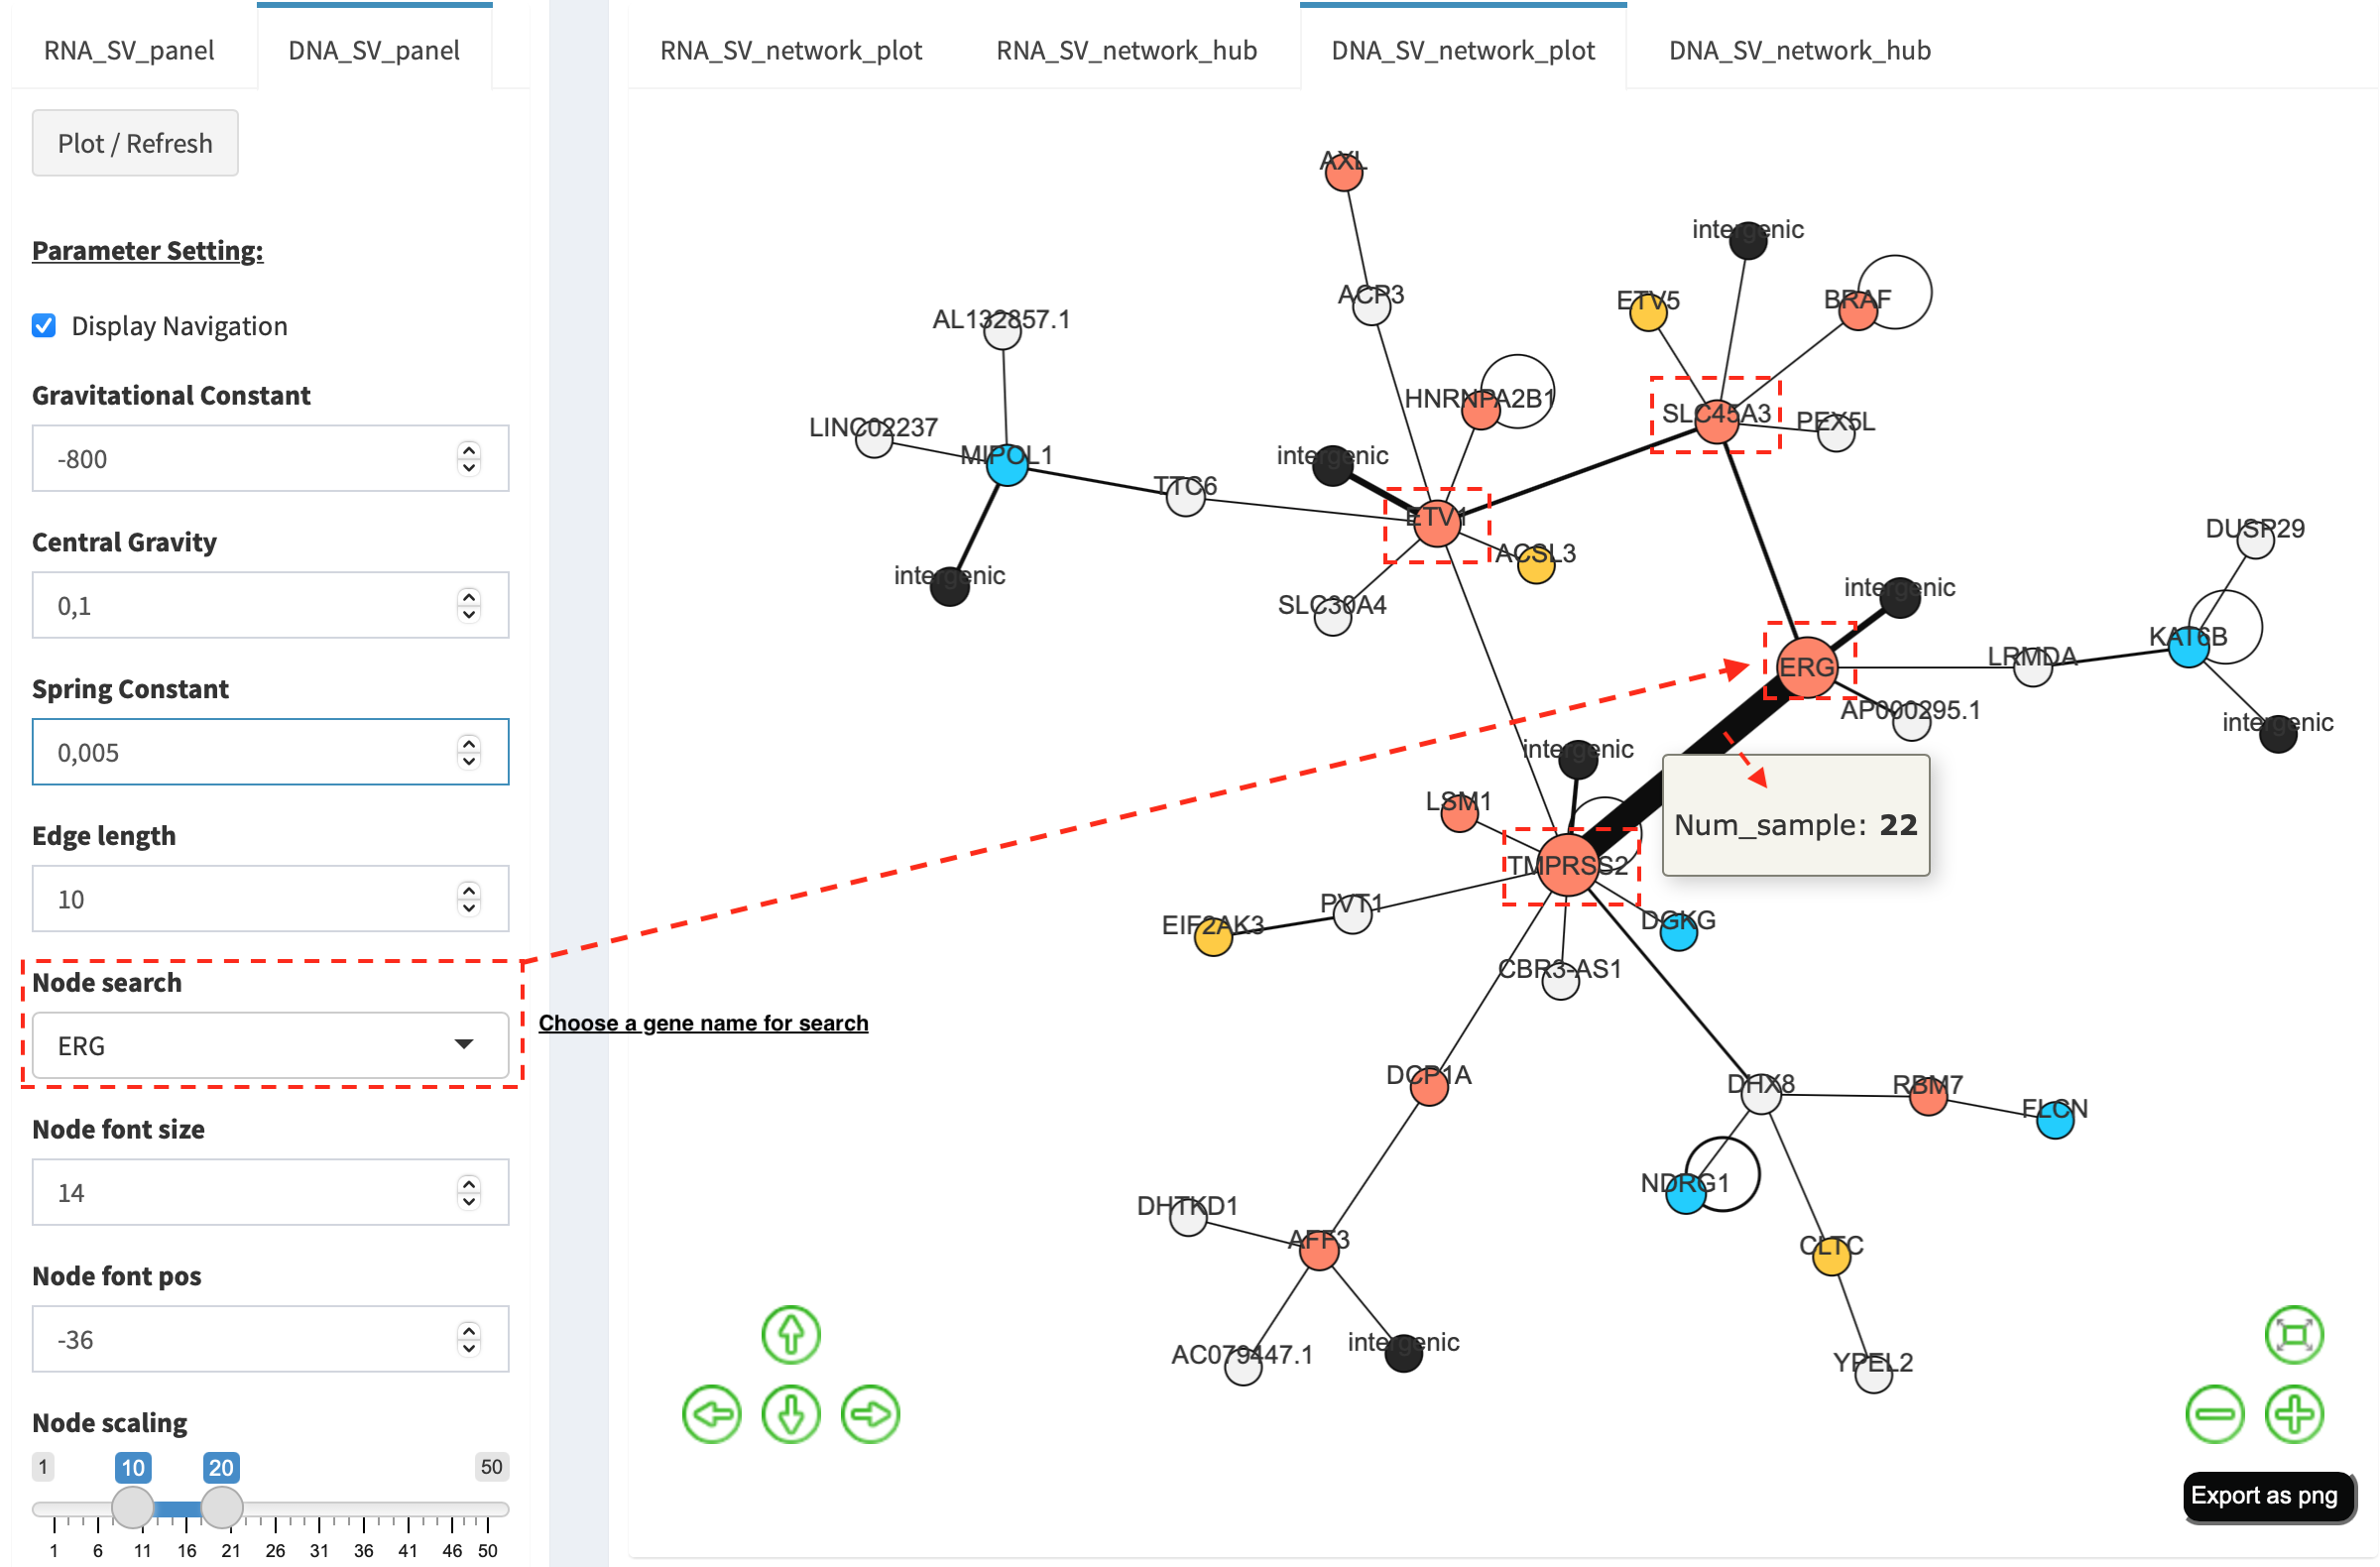 RNA_SV_panel
DNA_SV_panel
RNA_SV_network_plot
RNA_SV_network_hub
DNA_SV_network_plot
DNA_SV_network_hub
Plot / Refresh
Parameter Setting:
Display Navigation
Gravitational Constant
-800
Central Gravity
0,1
Spring Constant
0,005
Edge length
10
Node search
ERG
Choose a gene name for search
Node font size
14
Node font pos
-36
Node scaling
1
10
20
50
1 6 11 16 21 26 31 36 41 46 50
AXL
intergenic
ACP3
ETV5
BRAF
AL132857.1
HNRNPA2B1
LINC02237
SLC45A3
PEX5L
MIPOL1
intergenic
TTC6
ETV1
DUSP29
ACSL3
intergenic
intergenic
SLC30A4
KAT6B
ERG
LRMDA
AP000295.1
intergenic
intergenic
LSM1
Num_sample: 22
TMPRSS2
PVT1
EIF2AK3
DGKG
CBR3-AS1
DCP1A
DHX8
RBM7
FLCN
NDRG1
DHTKD1
AFF3
CLTC
AC079447.1
intergenic
YPEL2
Export as png